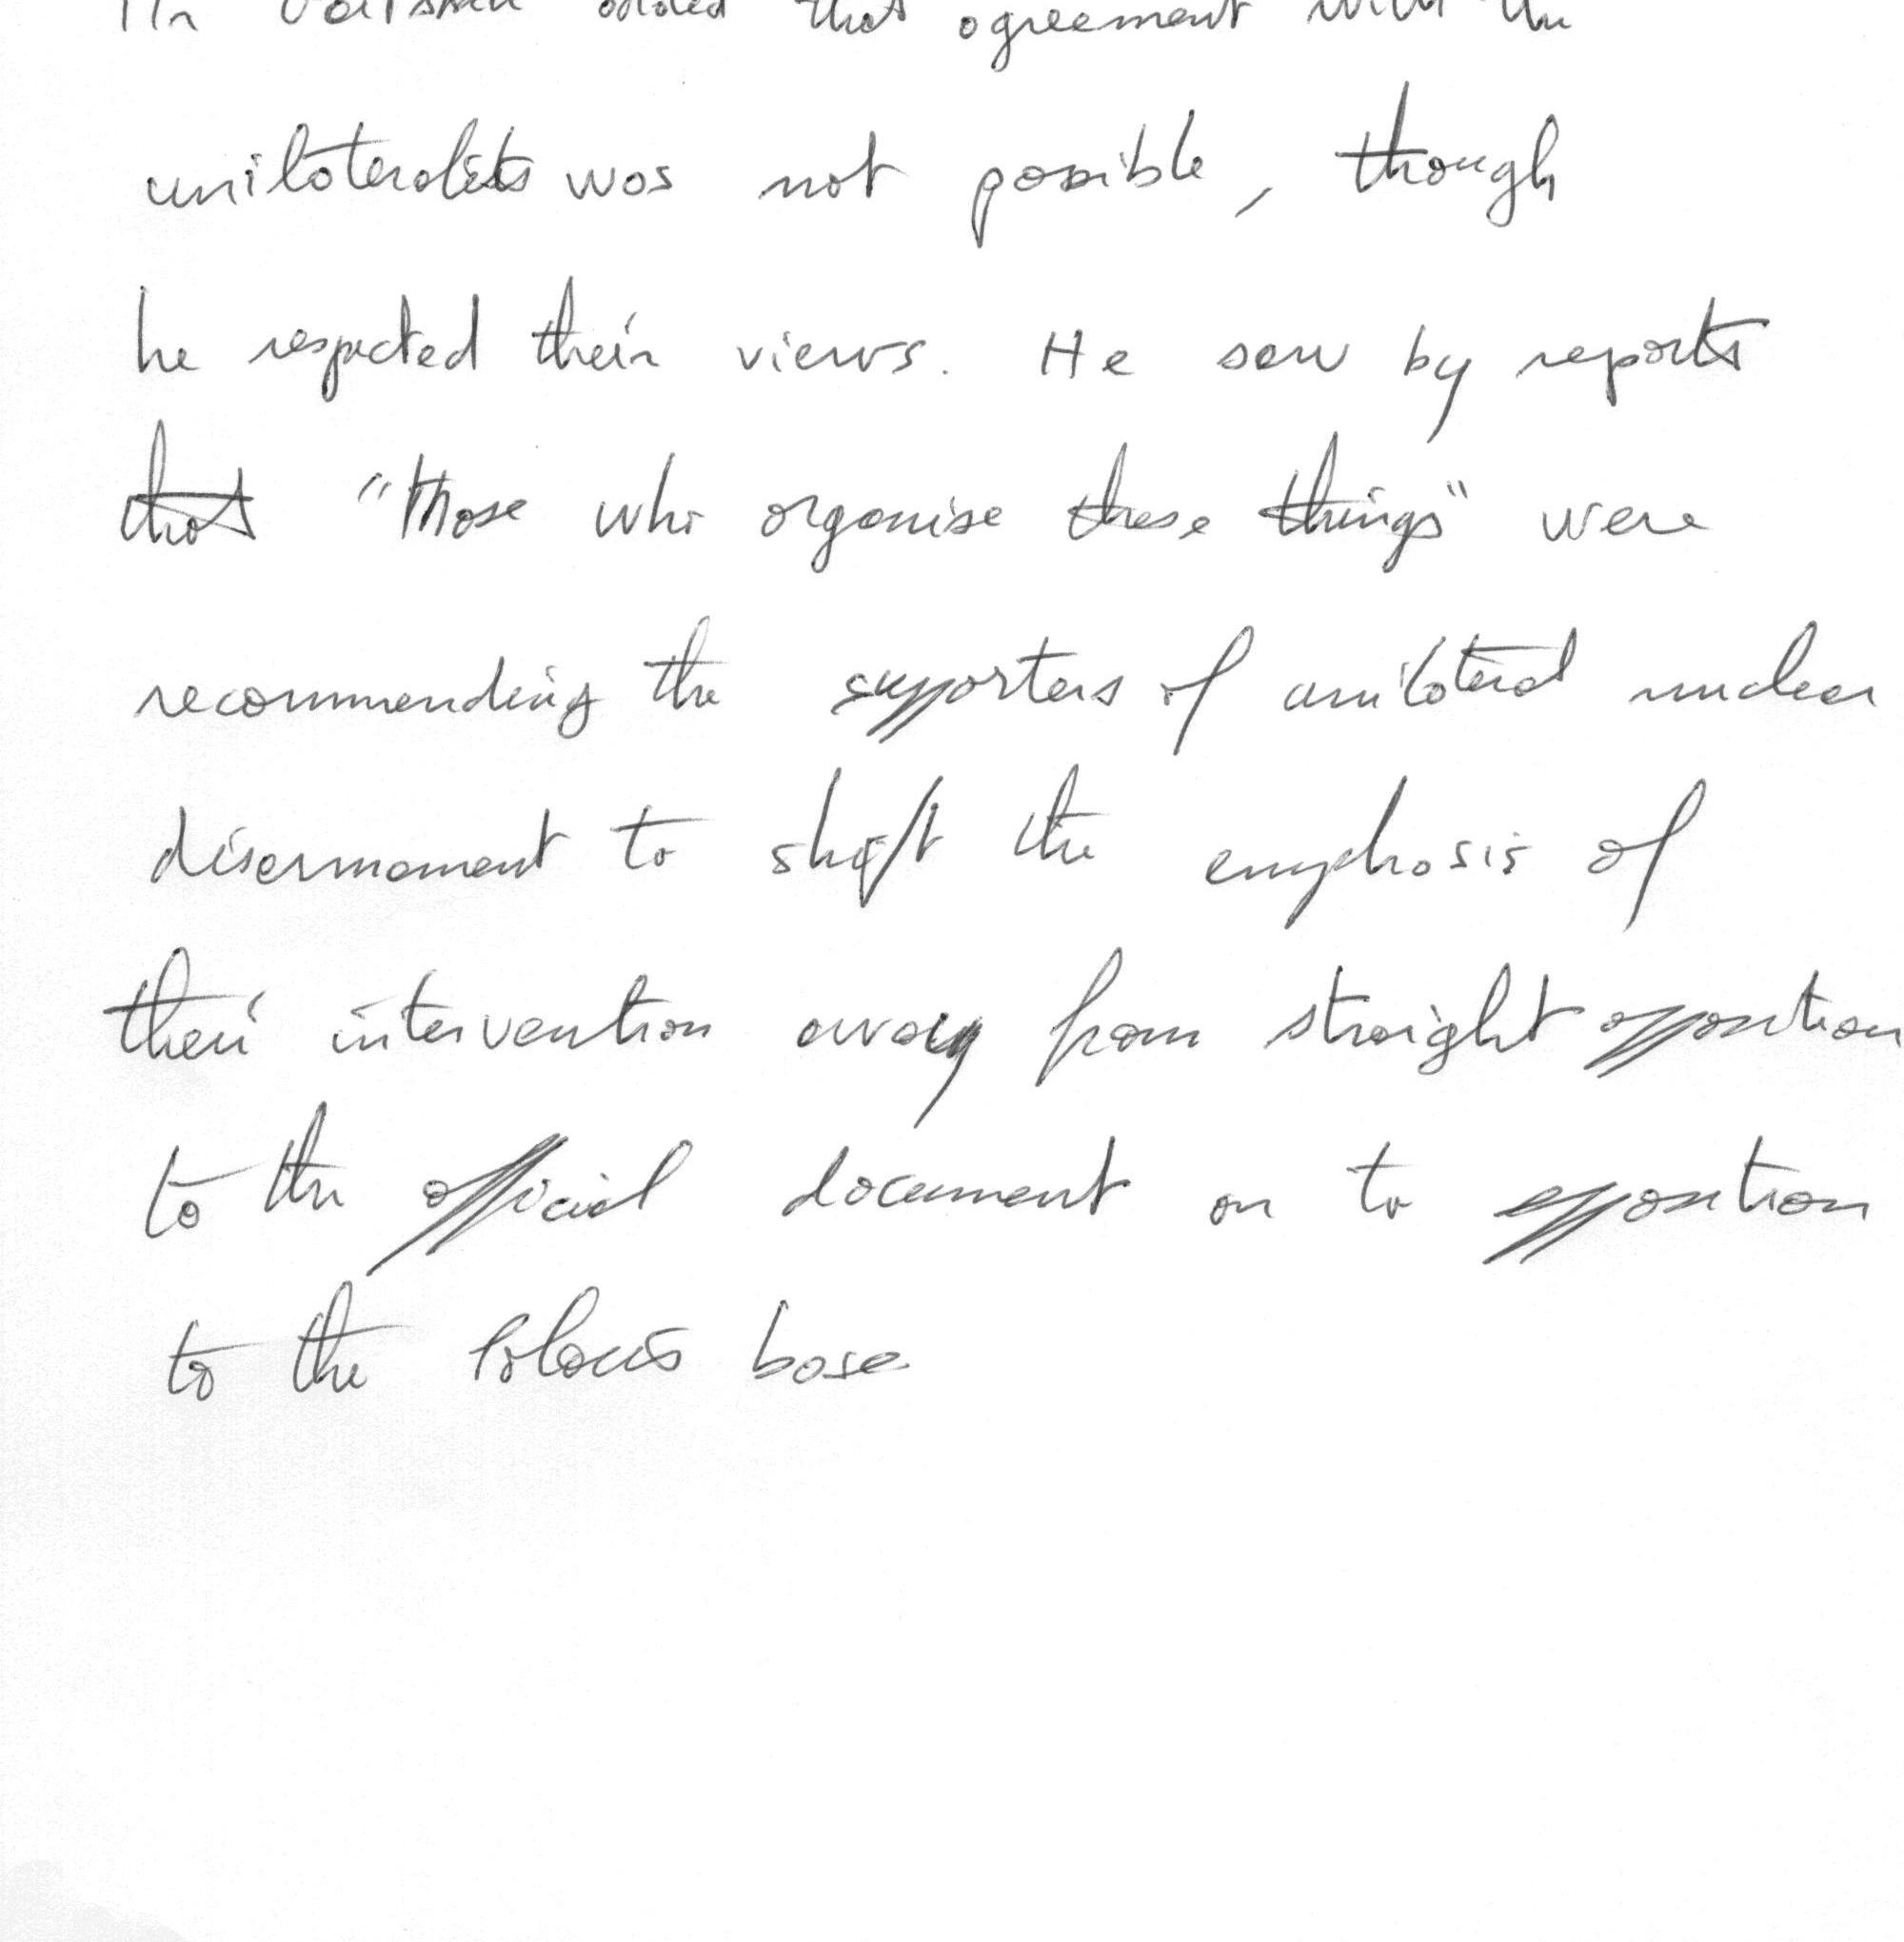 added that agreement with the
unilateralists was not possible, though
he respected their views. He saw by reports
that "those who organise these things" were
recommending the supporters of unilateral nuclear
disarmament to shift the emphasis of
their intervention away from straight opposition
to the official document on to opposition
to the Polaris base